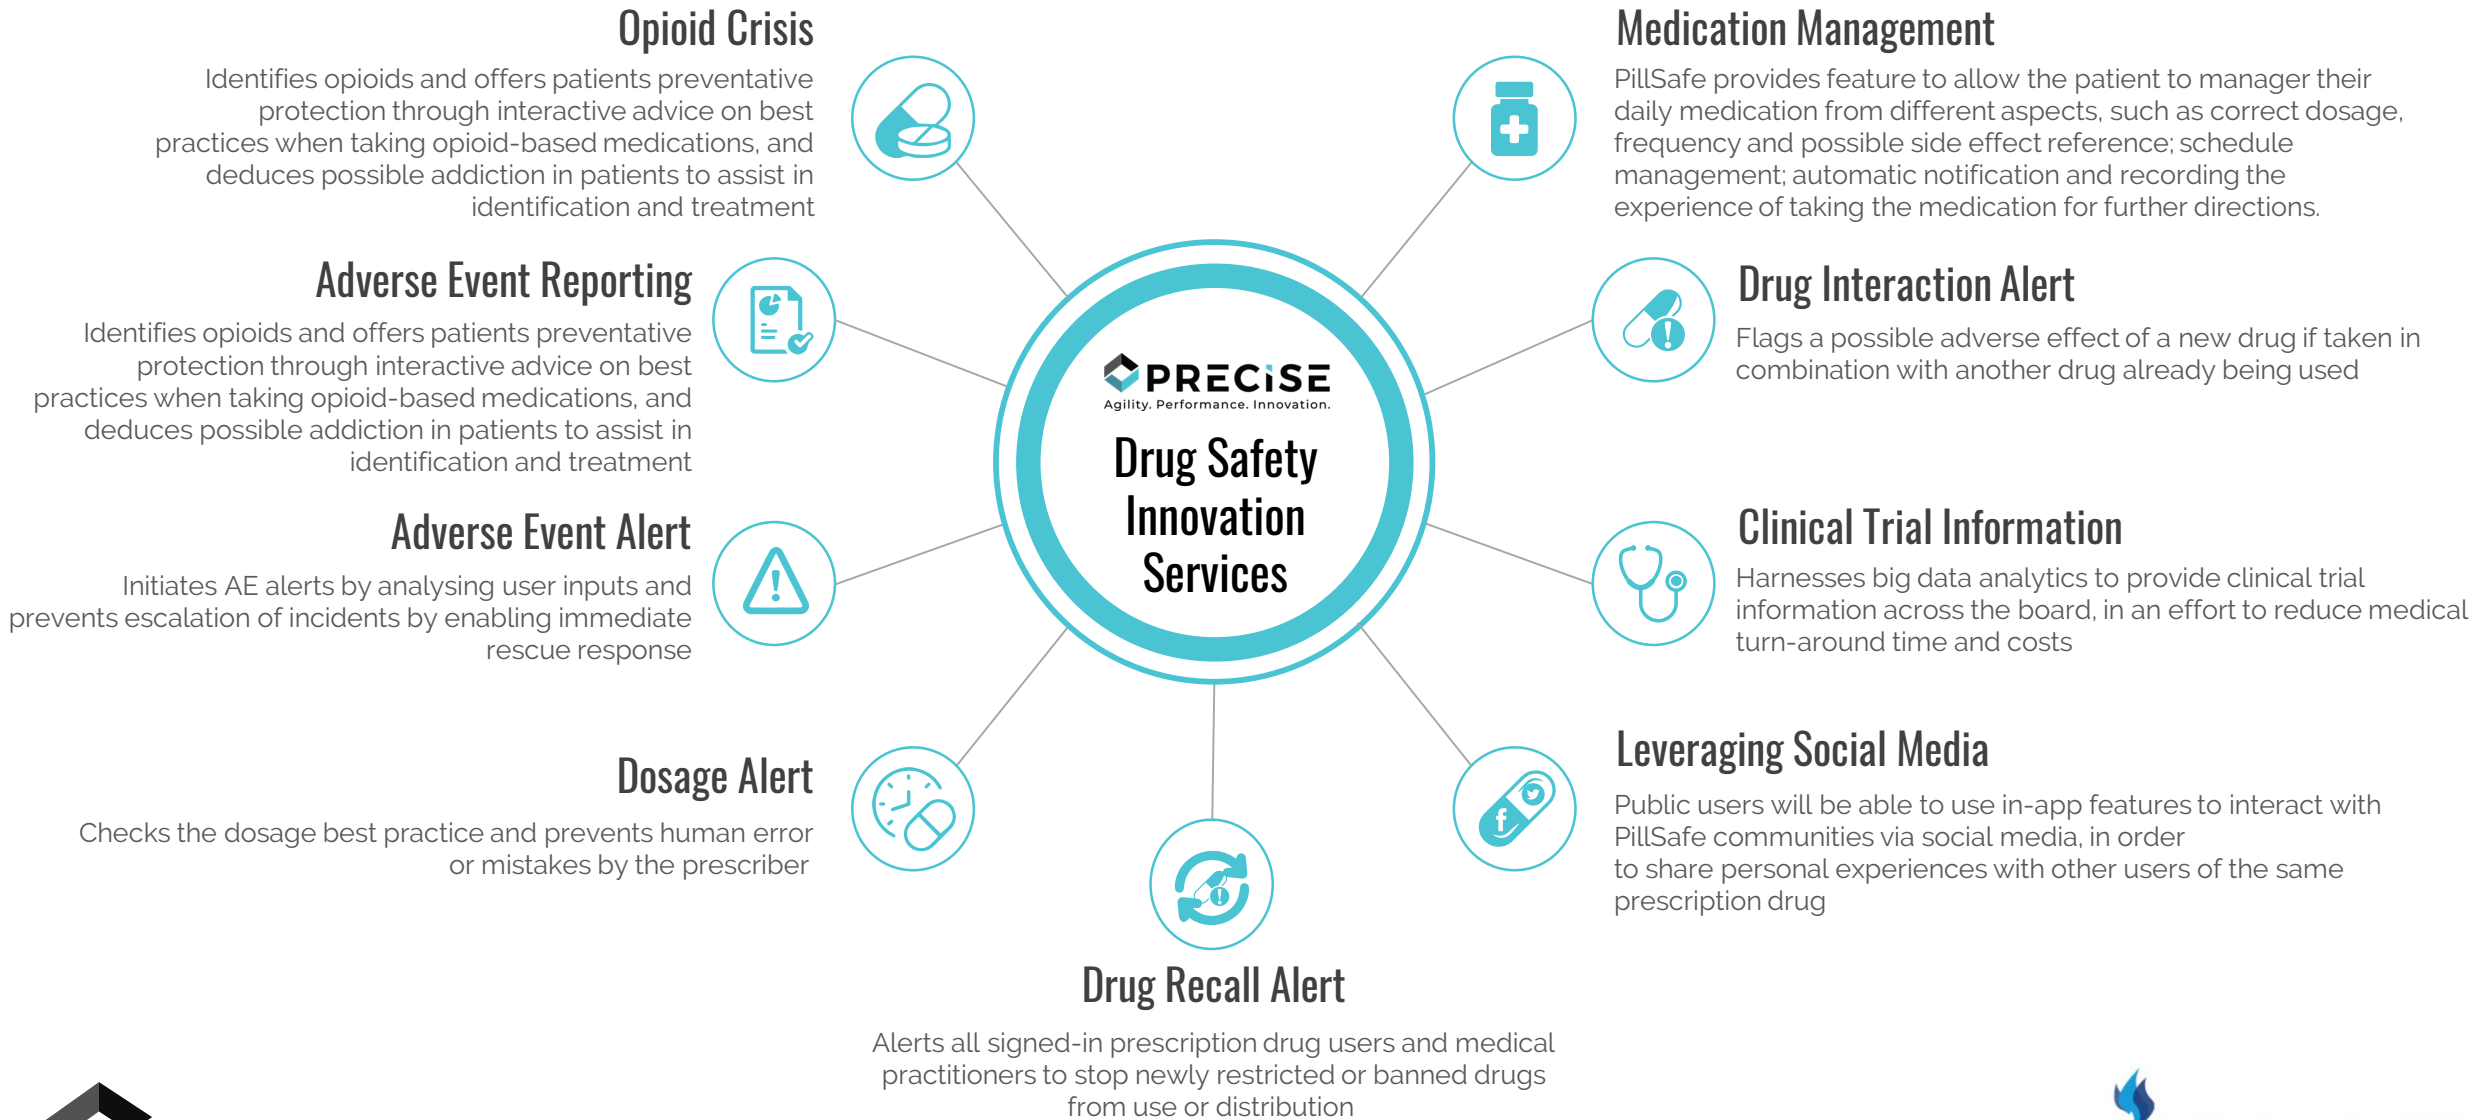 Opioid Crisis
Identifies opioids and offers patients preventative
protection through interactive advice on best
practices when taking opioid-based medications, and
deduces possible addiction in patients to assist in
identification and treatment
Adverse Event Reporting
Identifies opioids and offers patients preventative
protection through interactive advice on best
practices when taking opioid-based medications, and
deduces possible addiction in patients to assist in
identification and treatment
Adverse Event Alert
Initiates AE alerts by analysing user inputs and
prevents escalation of incidents by enabling immediate
rescue response
Dosage Alert
Checks the dosage best practice and prevents human error
or mistakes by the prescriber
PRECISE
Agility. Performance. Innovation.
Drug Safety
Innovation
Services
Drug Recall Alert
Alerts all signed-in prescription drug users and medical
practitioners to stop newly restricted or banned drugs
from use or distribution
Medication Management
PillSafe provides feature to allow the patient to manager their
daily medication from different aspects, such as correct dosage,
frequency and possible side effect reference; schedule
management; automatic notification and recording the
experience of taking the medication for further directions.
Drug Interaction Alert
Flags a possible adverse effect of a new drug if taken in
combination with another drug already being used
Clinical Trial Information
Harnesses big data analytics to provide clinical trial
information across the board, in an effort to reduce medical
turn-around time and costs
Leveraging Social Media
Public users will be able to use in-app features to interact with
PillSafe communities via social media, in order
to share personal experiences with other users of the same
prescription drug